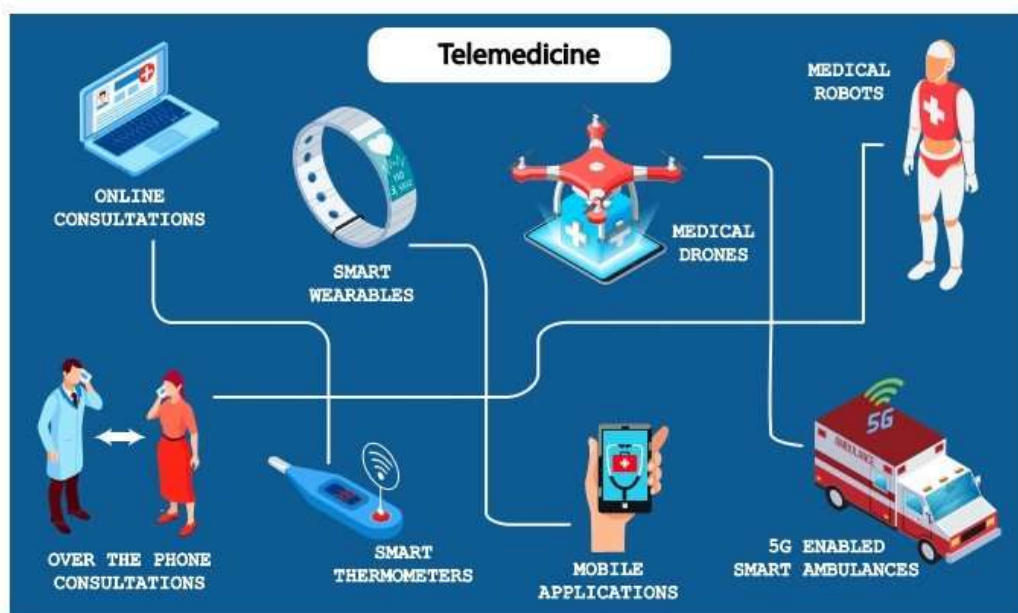 Telemedicine
MEDICAL
ROBOTS
ONLINE
CONSULTATIONS
SMART
WEARABLES
MEDICAL
DRONES
5G
AMBULANCE
OVER THE PHONE
CONSULTATIONS
SMART
THERMOMETERS
MOBILE
APPLICATIONS
5G ENABLED
SMART AMBULANCES